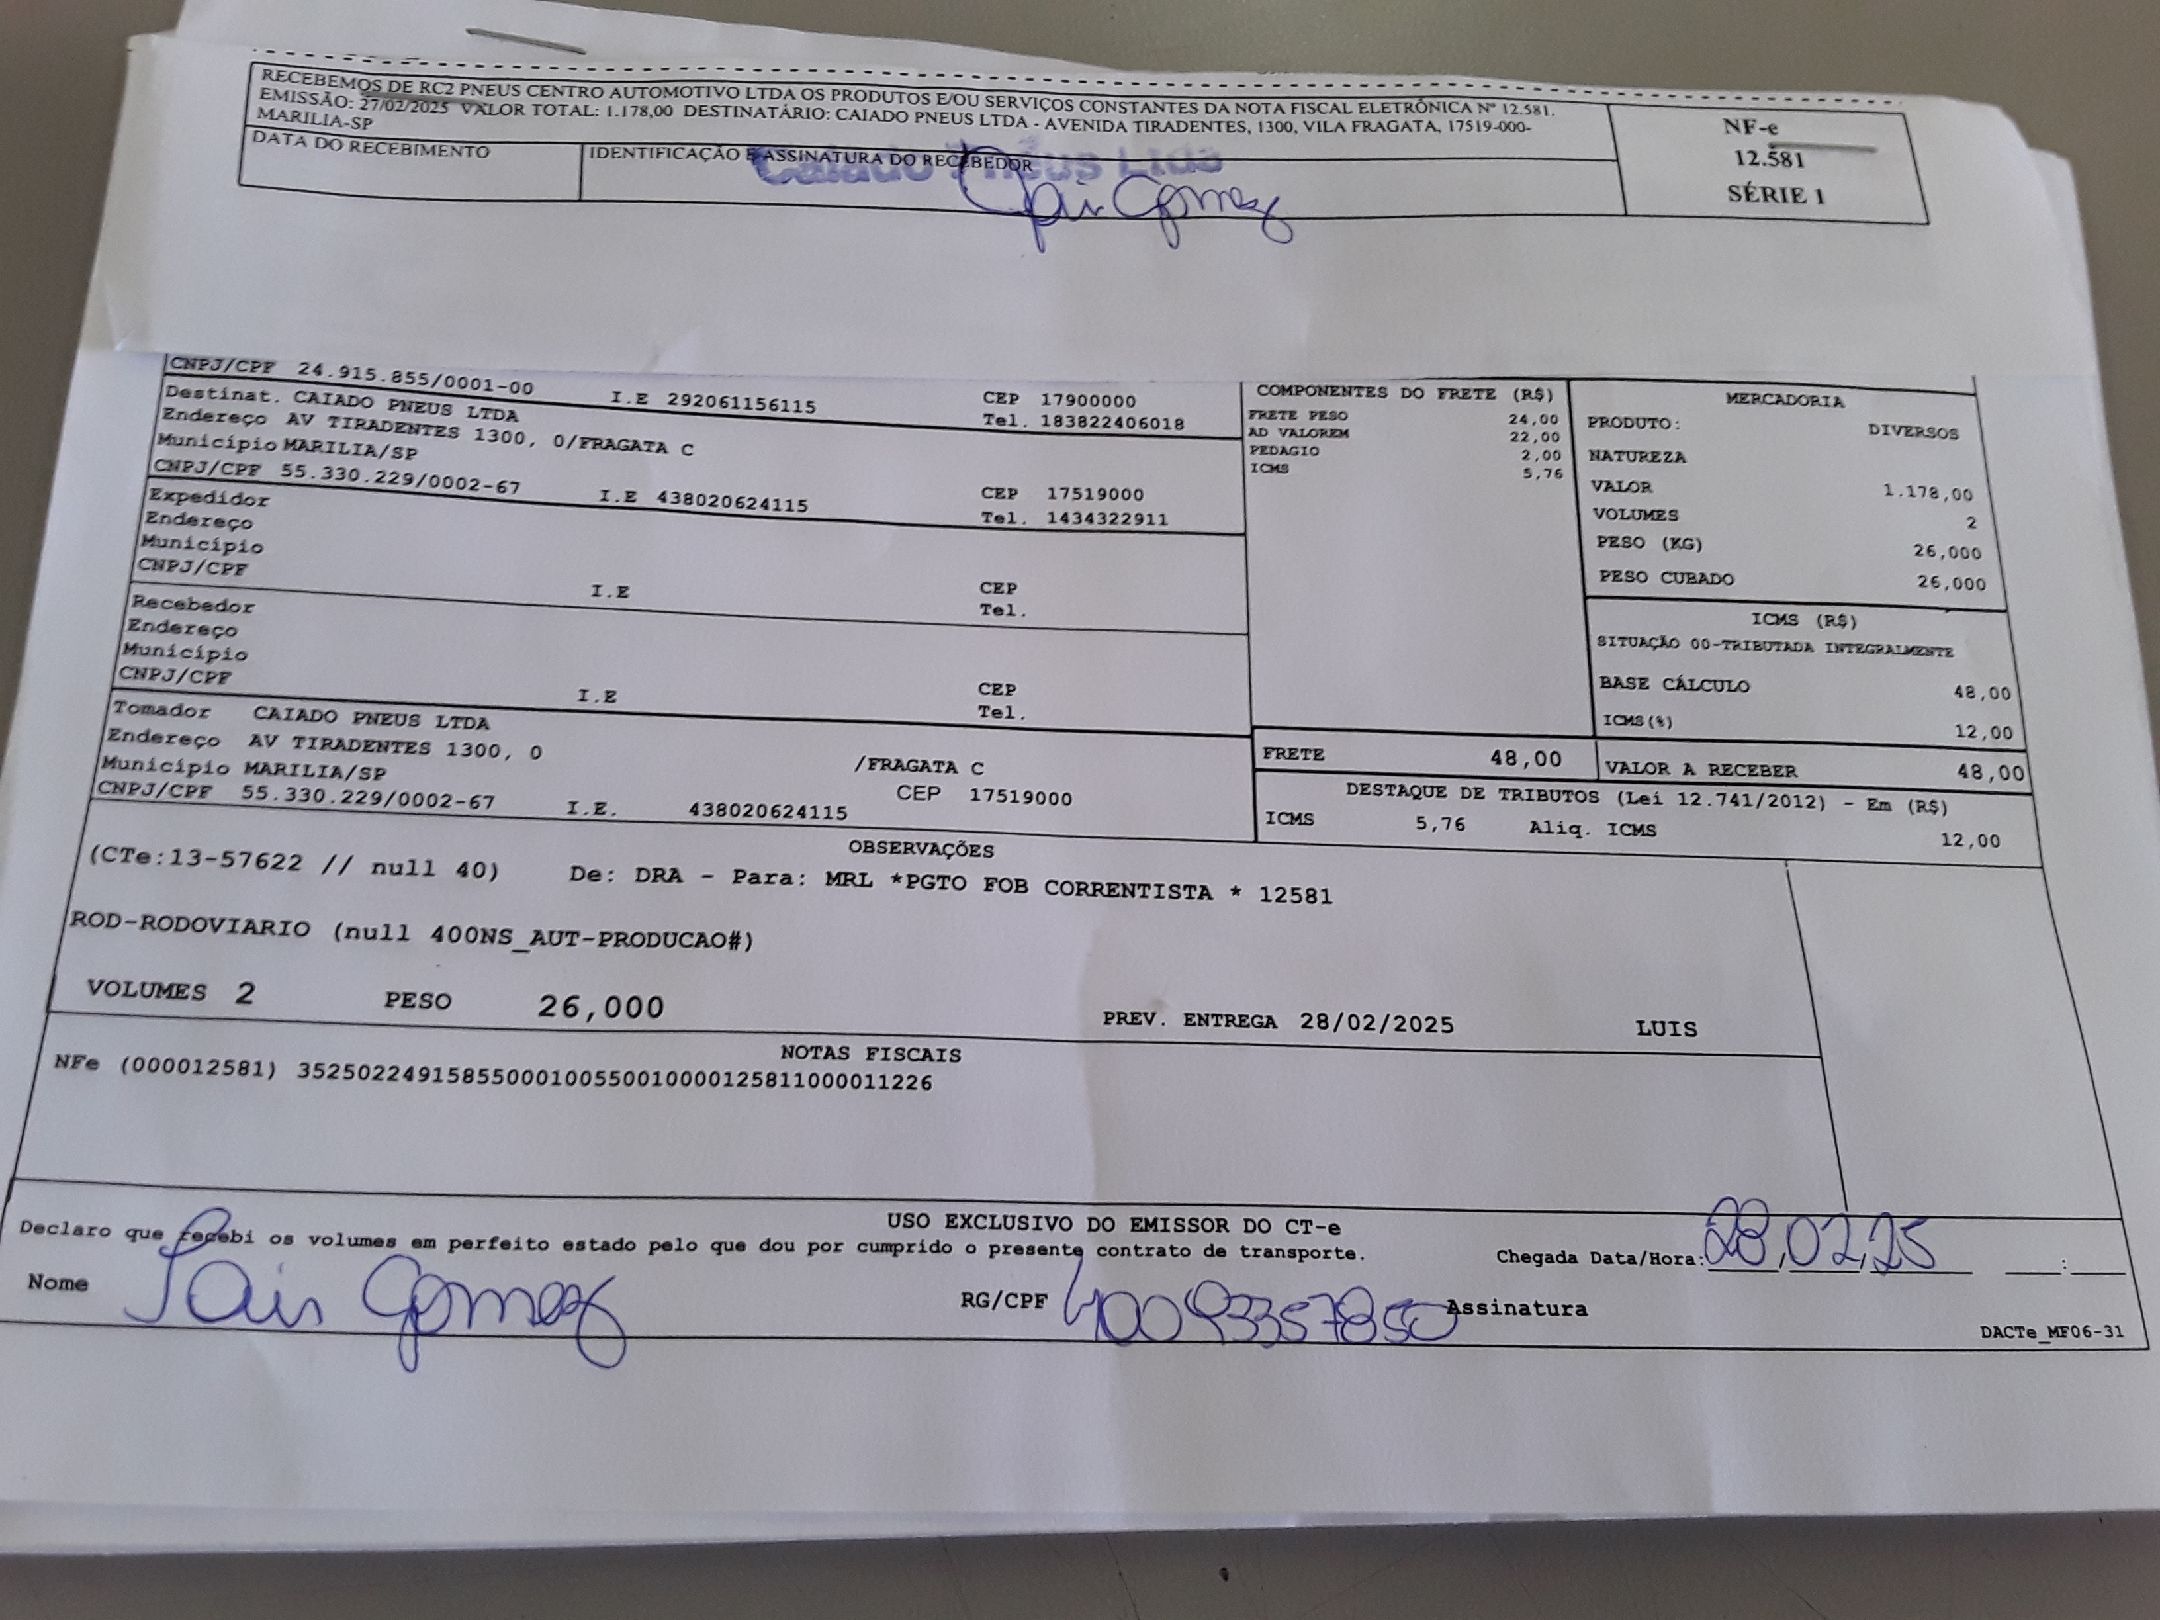 RECEBEMOS DE RC2 PNEUS CENTRO AUTOMOTIVO LTDA OS PRODUTOS E/OU SERVIÇOS CONSTANTES DA NOTA FISCAL ELETRÔNICA Nº 12.581.
EMISSÃO: 27/02/2025 VALOR TOTAL: 1.178,00 DESTINATÁRIO: CAIADO PNEUS LTDA - AVENIDA TIRADENTES, 1300, VILA FRAGATA, 17519-000-
MARILIA-SP
NF-e
12.581
SÉRIE 1
DATA DO RECEBIMENTO
IDENTIFICAÇÃO E ASSINATURA DO RECEBEDOR
Caiado Pneus Ltda
Gomes
CNPJ/CPF 24.915.855/0001-00 I.E 292061156115 CEP 17900000
Tel. 183822406018
Destinat. CAIADO PNEUS LTDA
Endereço AV TIRADENTES 1300, 0/FRAGATA C
Município MARILIA/SP CEP 17519000
CNPJ/CPF 55.330.229/0002-67 I.E 438020624115 Tel. 1434322911
Expedidor
Endereço
Município CEP
CNPJ/CPF I.E Tel.
Recebedor
Endereço
Município CEP
CNPJ/CPF I.E Tel.
Tomador CAIADO PNEUS LTDA
Endereço AV TIRADENTES 1300, 0 /FRAGATA C
Município MARILIA/SP CEP 17519000
CNPJ/CPF 55.330.229/0002-67 I.E. 438020624115
COMPONENTES DO FRETE (R$)
FRETE PESO 24,00
AD VALOREM 22,00
PEDAGIO 2,00
ICMS 5,76
MERCADORIA
PRODUTO: DIVERSOS
NATUREZA
VALOR 1.178,00
VOLUMES 2
PESO (KG) 26,000
PESO CUBADO 26,000
ICMS (R$)
SITUAÇÃO 00-TRIBUTADA INTEGRALMENTE
BASE CÁLCULO 48,00
ICMS(%) 12,00
FRETE 48,00
VALOR A RECEBER 48,00
DESTAQUE DE TRIBUTOS (Lei 12.741/2012) - Em (R$)
ICMS 5,76 Aliq. ICMS 12,00
OBSERVAÇÕES
(CTe:13-57622 // null 40) De: DRA - Para: MRL *PGTO FOB CORRENTISTA * 12581
ROD-RODOVIARIO (null 400NS_AUT-PRODUCAO#)
VOLUMES 2 PESO 26,000 PREV. ENTREGA 28/02/2025 LUIS
NOTAS FISCAIS
NFe (000012581) 35250224915855000100550010000125811000011226
USO EXCLUSIVO DO EMISSOR DO CT-e
Declaro que recebi os volumes em perfeito estado pelo que dou por cumprido o presente contrato de transporte.
Chegada Data/Hora: 28,02,25 :
Nome Gomes RG/CPF 40093357850 Assinatura
DACTe_MF06-31